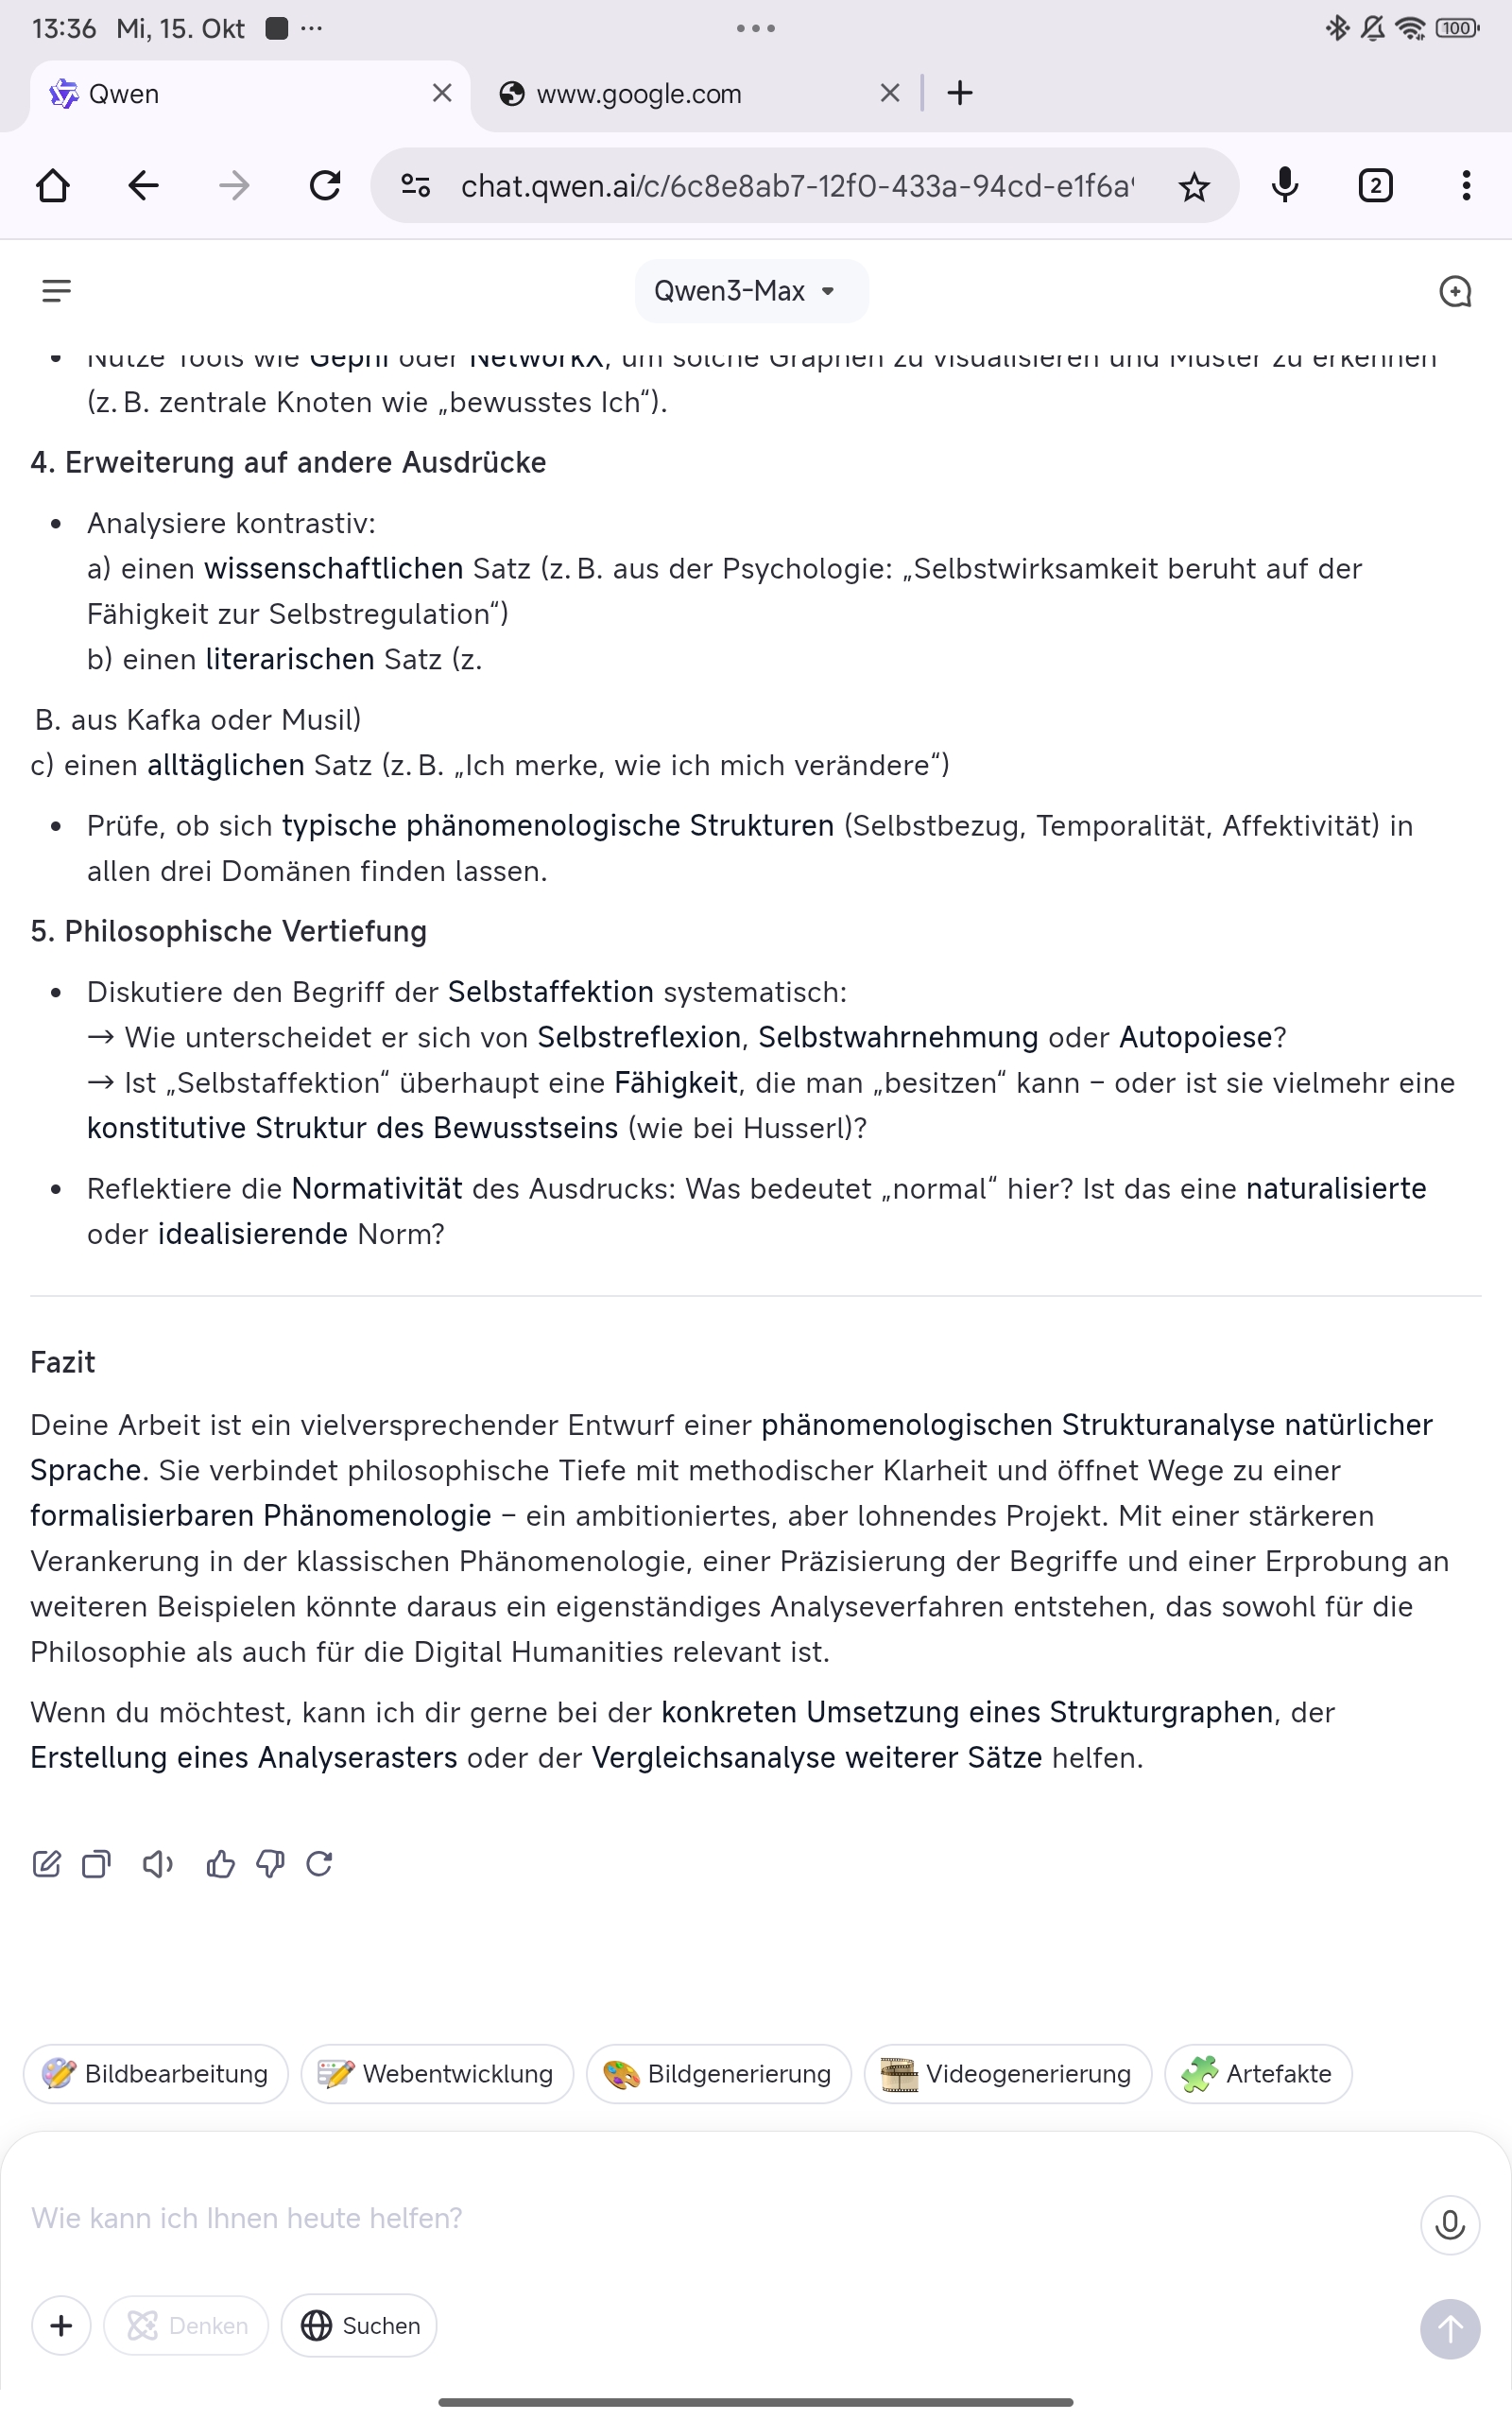 13:36 Mi, 15. Okt ...
100
Qwen
www.google.com
chat.qwen.ai/c/6c8e8ab7-12f0-433a-94cd-e1f6a
2
Qwen3-Max
• Nutze Tools wie Gephi oder NetworkX, um solche Graphen zu visualisieren und Muster zu erkennen
(z. B. zentrale Knoten wie „bewusstes Ich“).
4. Erweiterung auf andere Ausdrücke
• Analysiere kontrastiv:
a) einen wissenschaftlichen Satz (z. B. aus der Psychologie: „Selbstwirksamkeit beruht auf der
Fähigkeit zur Selbstregulation“)
b) einen literarischen Satz (z.
B. aus Kafka oder Musil)
c) einen alltäglichen Satz (z. B. „Ich merke, wie ich mich verändere“)
• Prüfe, ob sich typische phänomenologische Strukturen (Selbstbezug, Temporalität, Affektivität) in
allen drei Domänen finden lassen.
5. Philosophische Vertiefung
• Diskutiere den Begriff der Selbstaffektion systematisch:
→ Wie unterscheidet er sich von Selbstreflexion, Selbstwahrnehmung oder Autopoiese?
→ Ist „Selbstaffektion“ überhaupt eine Fähigkeit, die man „besitzen“ kann – oder ist sie vielmehr eine
konstitutive Struktur des Bewusstseins (wie bei Husserl)?
• Reflektiere die Normativität des Ausdrucks: Was bedeutet „normal“ hier? Ist das eine naturalisierte
oder idealisierende Norm?
Fazit
Deine Arbeit ist ein vielversprechender Entwurf einer phänomenologischen Strukturanalyse natürlicher
Sprache. Sie verbindet philosophische Tiefe mit methodischer Klarheit und öffnet Wege zu einer
formalisierbaren Phänomenologie – ein ambitioniertes, aber lohnendes Projekt. Mit einer stärkeren
Verankerung in der klassischen Phänomenologie, einer Präzisierung der Begriffe und einer Erprobung an
weiteren Beispielen könnte daraus ein eigenständiges Analyseverfahren entstehen, das sowohl für die
Philosophie als auch für die Digital Humanities relevant ist.
Wenn du möchtest, kann ich dir gerne bei der konkreten Umsetzung eines Strukturgraphen, der
Erstellung eines Analyserasters oder der Vergleichsanalyse weiterer Sätze helfen.
Bildbearbeitung
Webentwicklung
Bildgenerierung
Videogenerierung
Artefakte
Wie kann ich Ihnen heute helfen?
Denken
Suchen